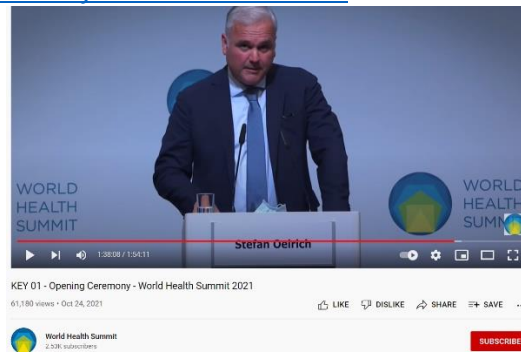 WORLD
HEALTH
SUMMIT
WORLD
HEALTH
SUMM
Stefan Oelrich
1:38:08 / 1:54:11
KEY 01 - Opening Ceremony - World Health Summit 2021
61,180 views • Oct 24, 2021
LIKE
DISLIKE
SHARE
SAVE
World Health Summit
2.53K subscribers
SUBSCRIBE